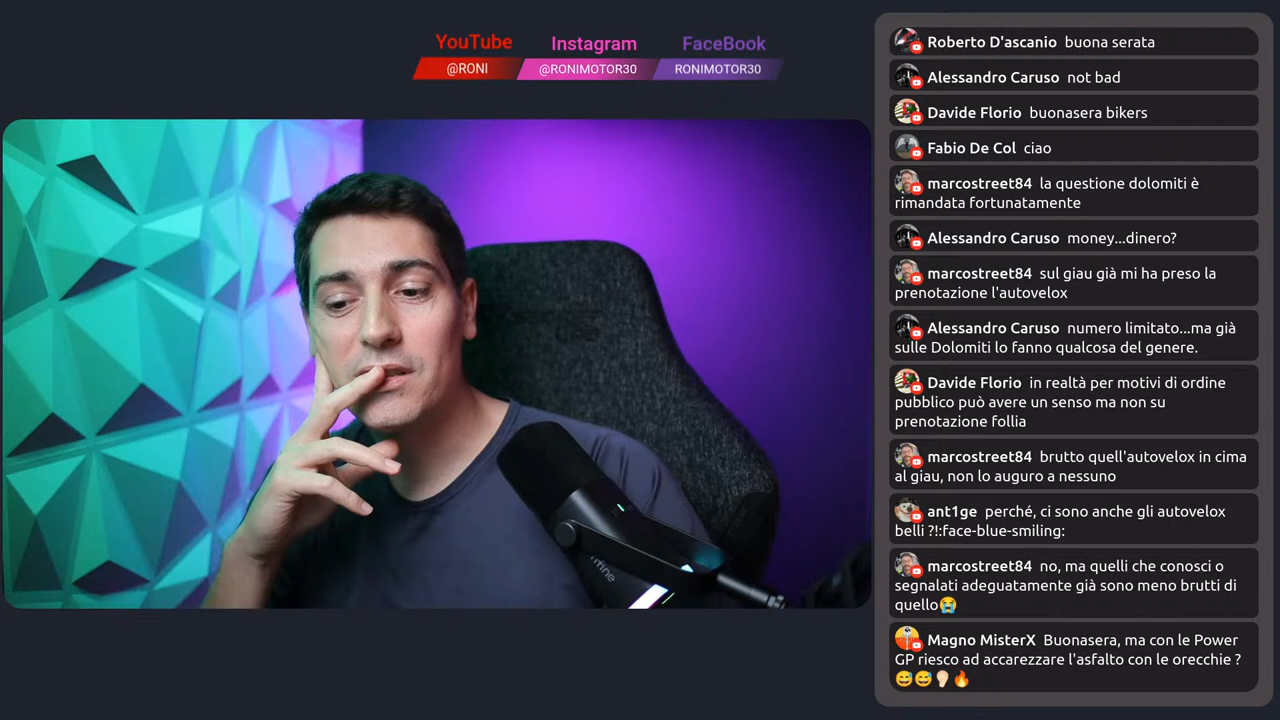 YouTube
Instagram
FaceBook
@RONI
@RONIMOTOR30
RONIMOTOR30
Roberto D'ascanio buona serata
Alessandro Caruso not bad
Davide Florio buonasera bikers
Fabio De Col ciao
marcostreet84 la questione dolomiti è
rimandata fortunatamente
Alessandro Caruso money...dinero?
marcostreet84 sul giau già mi ha preso la
prenotazione l'autovelox
Alessandro Caruso numero limitato...ma già
sulle Dolomiti lo fanno qualcosa del genere.
Davide Florio in realtà per motivi di ordine
pubblico può avere un senso ma non su
prenotazione follia
marcostreet84 brutto quell'autovelox in cima
al giau, non lo auguro a nessuno
ant1ge perché, ci sono anche gli autovelox
belli ?!:face-blue-smiling:
marcostreet84 no, ma quelli che conosci o
segnalati adeguatamente già sono meno brutti di
quello😭
Magno MisterX Buonasera, ma con le Power
GP riesco ad accarezzare l'asfalto con le orecchie ?
😅😅👂🏻🔥